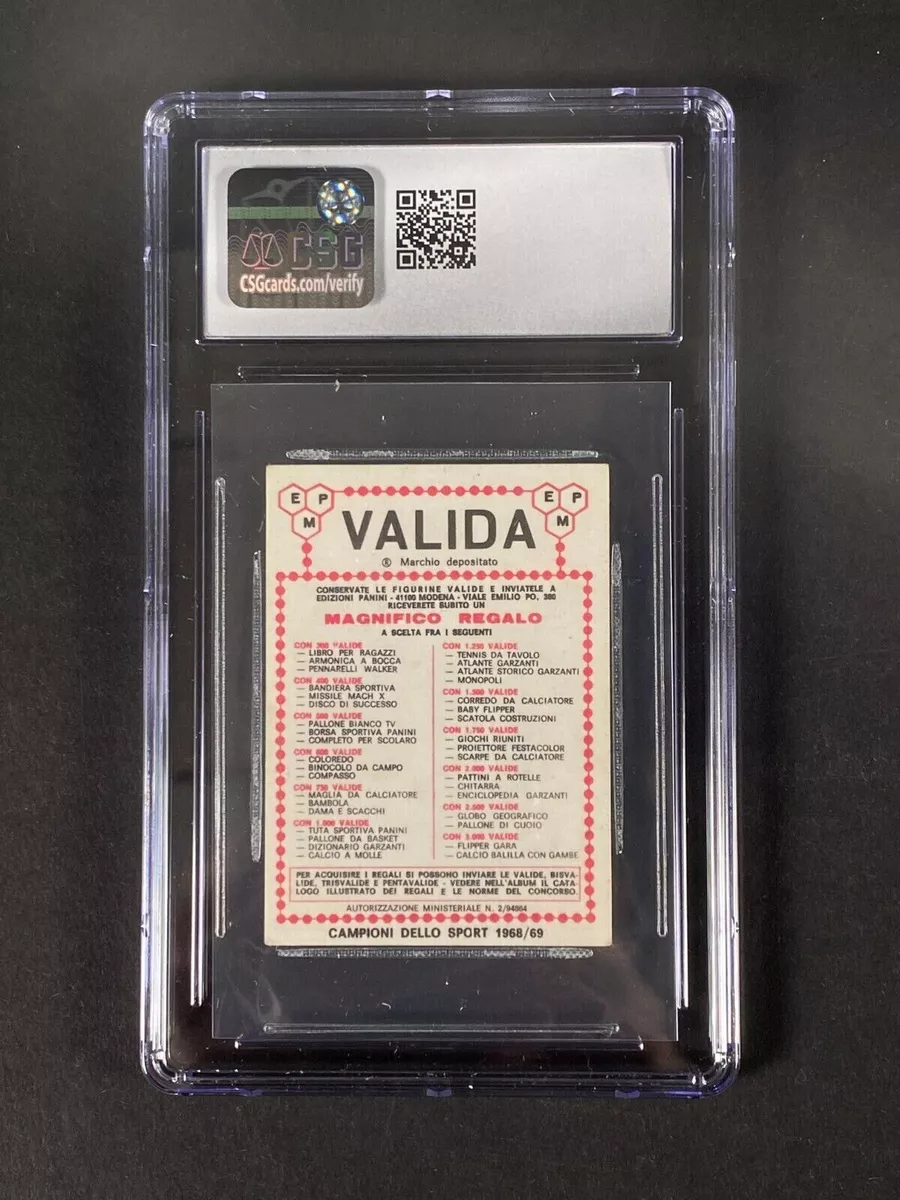 CSG
CSGcards.com/verify
E P M
E P M
VALIDA
® Marchio depositato
CONSERVATE LE FIGURINE VALIDE E INVIATELE A
EDIZIONI PANINI - 41100 MODENA - VIALE EMILIO PO, 380
RICEVERETE SUBITO UN
MAGNIFICO REGALO
A SCELTA FRA I SEGUENTI
CON 300 VALIDE
— LIBRO PER RAGAZZI
— ARMONICA A BOCCA
— PENNARELLI WALKER
CON 400 VALIDE
— BANDIERA SPORTIVA
— MISSILE MACH X
— DISCO DI SUCCESSO
CON 500 VALIDE
— PALLONE BIANCO TV
— BORSA SPORTIVA PANINI
— COMPLETO PER SCOLARO
CON 600 VALIDE
— COLOREDO
— BINOCOLO DA CAMPO
— COMPASSO
CON 750 VALIDE
— MAGLIA DA CALCIATORE
— BAMBOLA
— DAMA E SCACCHI
CON 1.000 VALIDE
— TUTA SPORTIVA PANINI
— PALLONE DA BASKET
— DIZIONARIO GARZANTI
— CALCIO A MOLLE
CON 1.250 VALIDE
— TENNIS DA TAVOLO
— ATLANTE GARZANTI
— ATLANTE STORICO GARZANTI
— MONOPOLI
CON 1.500 VALIDE
— CORREDO DA CALCIATORE
— BABY FLIPPER
— SCATOLA COSTRUZIONI
CON 1.750 VALIDE
— GIOCHI RIUNITI
— PROIETTORE FESTACOLOR
— SCARPE DA CALCIATORE
CON 2.000 VALIDE
— PATTINI A ROTELLE
— CHITARRA
— ENCICLOPEDIA GARZANTI
CON 2.500 VALIDE
— GLOBO GEOGRAFICO
— PALLONE DI CUOIO
CON 3.000 VALIDE
— FLIPPER GARA
— CALCIO BALILLA CON GAMBE
PER ACQUISIRE I REGALI SI POSSONO INVIARE LE VALIDE, BISVA-
LIDE, TRISVALIDE E PENTAVALIDE - VEDERE NELL'ALBUM IL CATA-
LOGO ILLUSTRATO DEI REGALI E LE NORME DEL CONCORSO.
AUTORIZZAZIONE MINISTERIALE N. 2/94864
CAMPIONI DELLO SPORT 1968/69